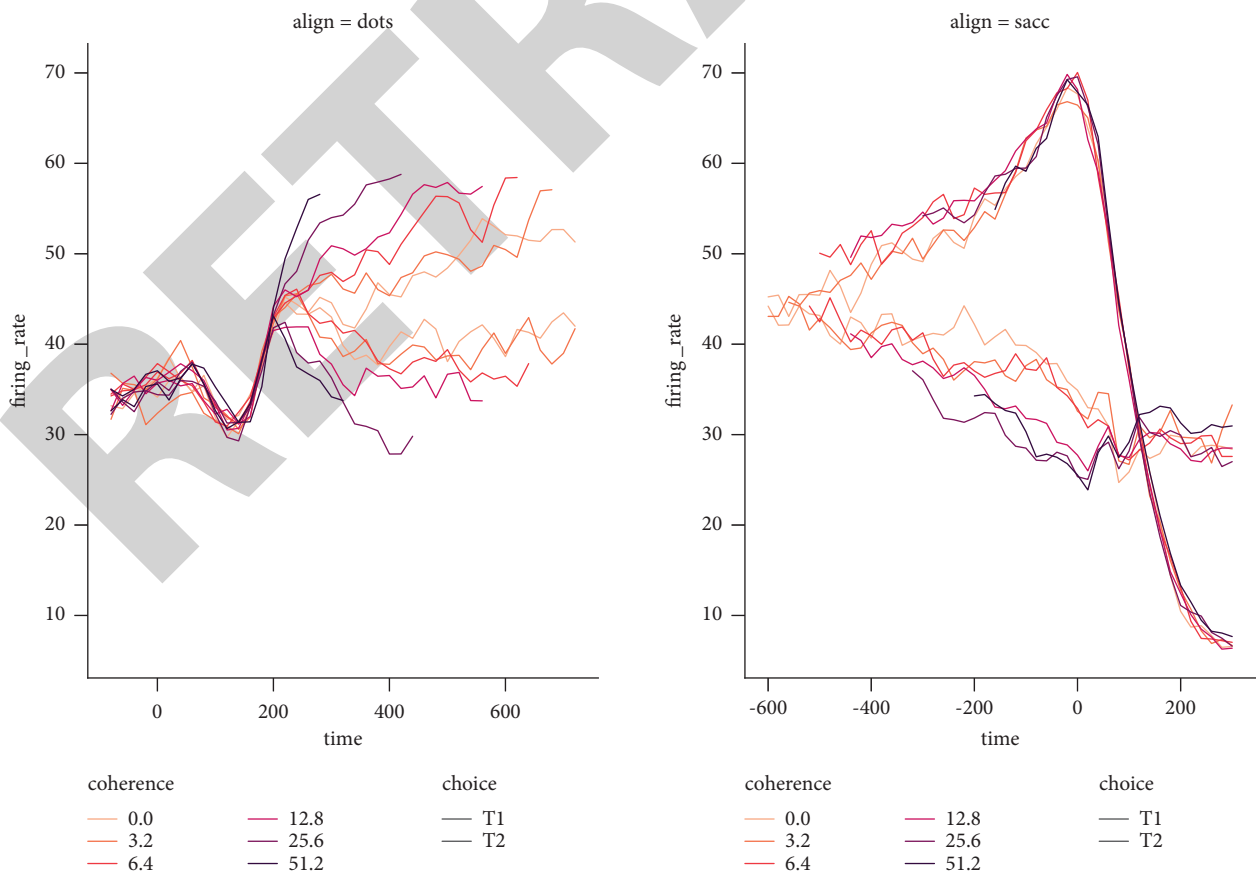 align = dots
align = sacc
70
60
50
40
30
20
10
firing_rate
0
200
400
600
time
70
60
50
40
30
20
10
firing_rate
-600
-400
-200
0
200
time
coherence
choice
0.0
12.8
T1
3.2
25.6
T2
6.4
51.2
coherence
choice
0.0
12.8
T1
3.2
25.6
T2
6.4
51.2
RETRA